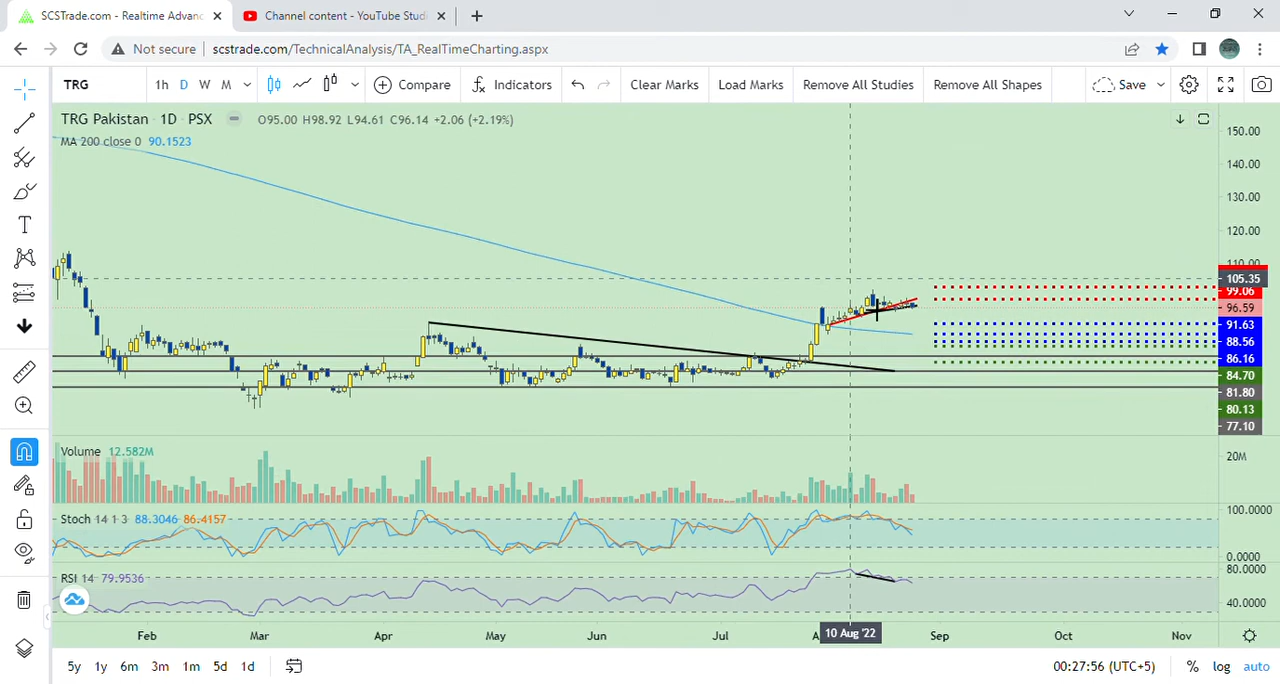 SCSTrade.com - Realtime Advanc
Channel content - YouTube Studi
Not secure
scstrade.com/TechnicalAnalysis/TA_RealTimeCharting.aspx
TRG 1h D W M Compare Indicators Clear Marks Load Marks Remove All Studies Remove All Shapes Save
TRG Pakistan · 1D · PSX O95.00 H98.92 L94.61 C96.14 +2.06 (+2.19%)
MA 200 close 0 90.1523
150.00
140.00
130.00
120.00
110.00
105.35
99.06
96.59
91.63
88.56
86.16
84.70
81.80
80.13
77.10
Volume 12.582M
20M
Stoch 14 1 3 88.3046 86.4157
100.0000
0.0000
RSI 14 79.9536
80.0000
40.0000
Feb Mar Apr May Jun Jul A 10 Aug '22 Sep Oct Nov
5y 1y 6m 3m 1m 5d 1d 00:27:56 (UTC+5) % log auto